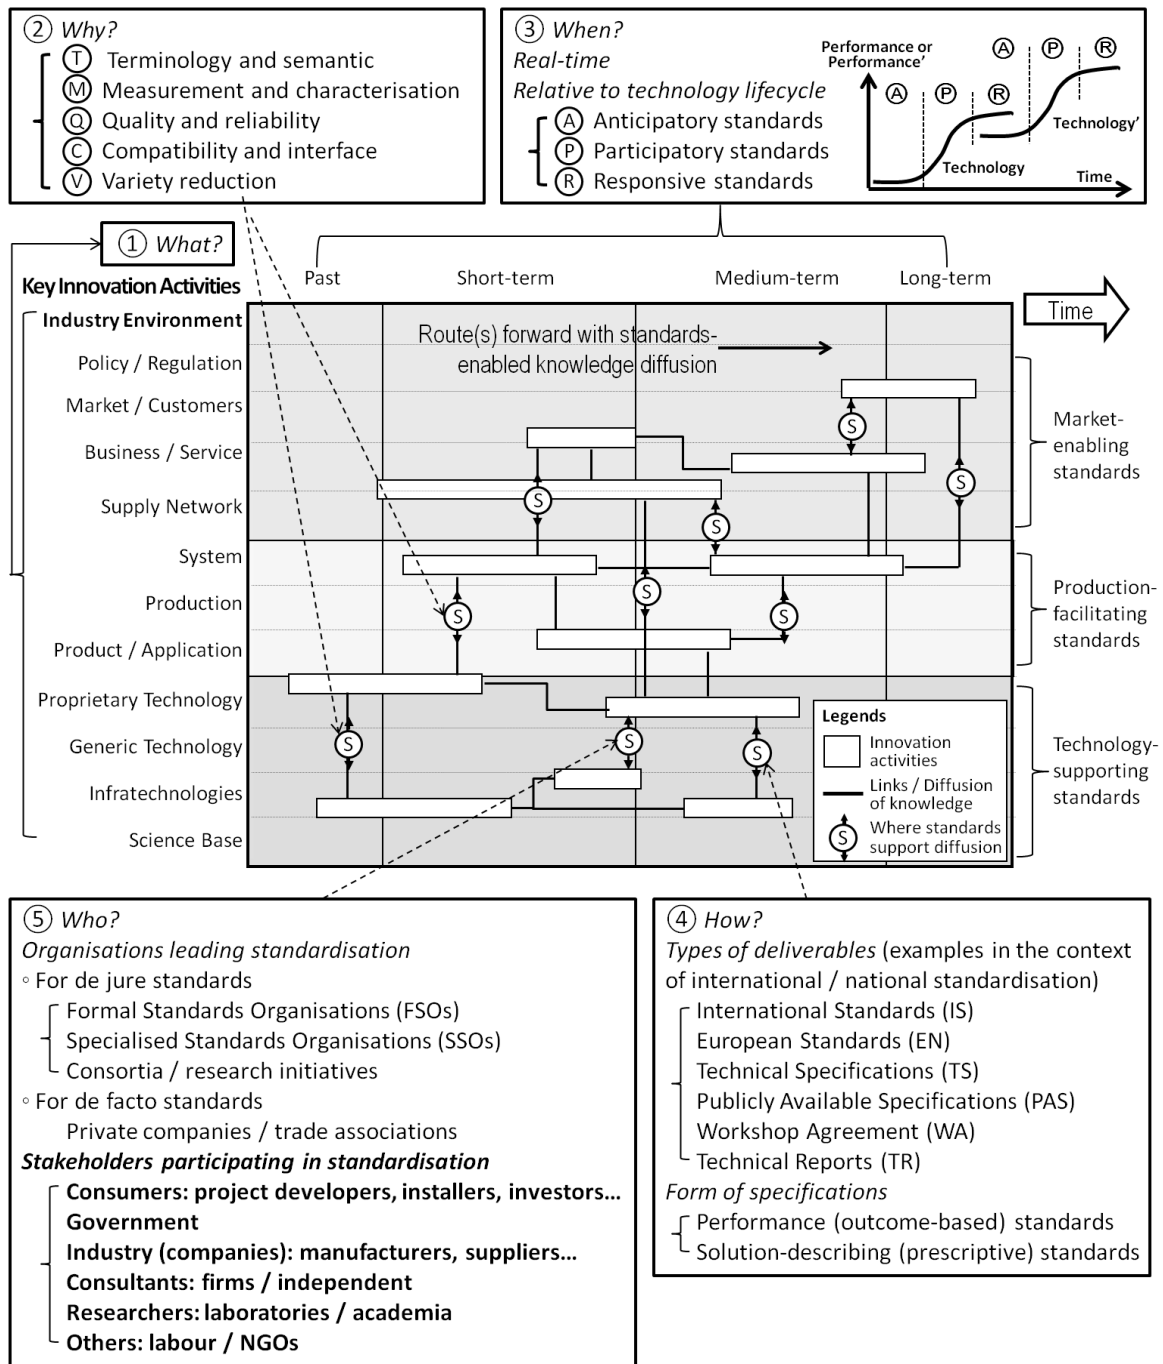 ② Why?
Ⓣ Terminology and semantic
Ⓜ Measurement and characterisation
Ⓠ Quality and reliability
Ⓒ Compatibility and interface
Ⓥ Variety reduction
③ When?
Real-time
Relative to technology lifecycle
Ⓐ Anticipatory standards
Ⓟ Participatory standards
Ⓡ Responsive standards
Performance or
Performance’
Ⓐ Ⓟ Ⓡ
Ⓐ Ⓟ Ⓡ
Technology’
Technology
Time
① What?
Key Innovation Activities
Past
Short-term
Medium-term
Long-term
Time
Industry Environment
Policy / Regulation
Market / Customers
Business / Service
Supply Network
System
Production
Product / Application
Proprietary Technology
Generic Technology
Infratechnologies
Science Base
Route(s) forward with standards-
enabled knowledge diffusion
S
S
S
S
S
S
S
S
S
S
Market-
enabling
standards
Production-
facilitating
standards
Technology-
supporting
standards
Legends
Innovation
activities
Links / Diffusion
of knowledge
S
Where standards
support diffusion
⑤ Who?
Organisations leading standardisation
◦ For de jure standards
Formal Standards Organisations (FSOs)
Specialised Standards Organisations (SSOs)
Consortia / research initiatives
◦ For de facto standards
Private companies / trade associations
Stakeholders participating in standardisation
Consumers: project developers, installers, investors...
Government
Industry (companies): manufacturers, suppliers...
Consultants: firms / independent
Researchers: laboratories / academia
Others: labour / NGOs
④ How?
Types of deliverables (examples in the context
of international / national standardisation)
International Standards (IS)
European Standards (EN)
Technical Specifications (TS)
Publicly Available Specifications (PAS)
Workshop Agreement (WA)
Technical Reports (TR)
Form of specifications
Performance (outcome-based) standards
Solution-describing (prescriptive) standards